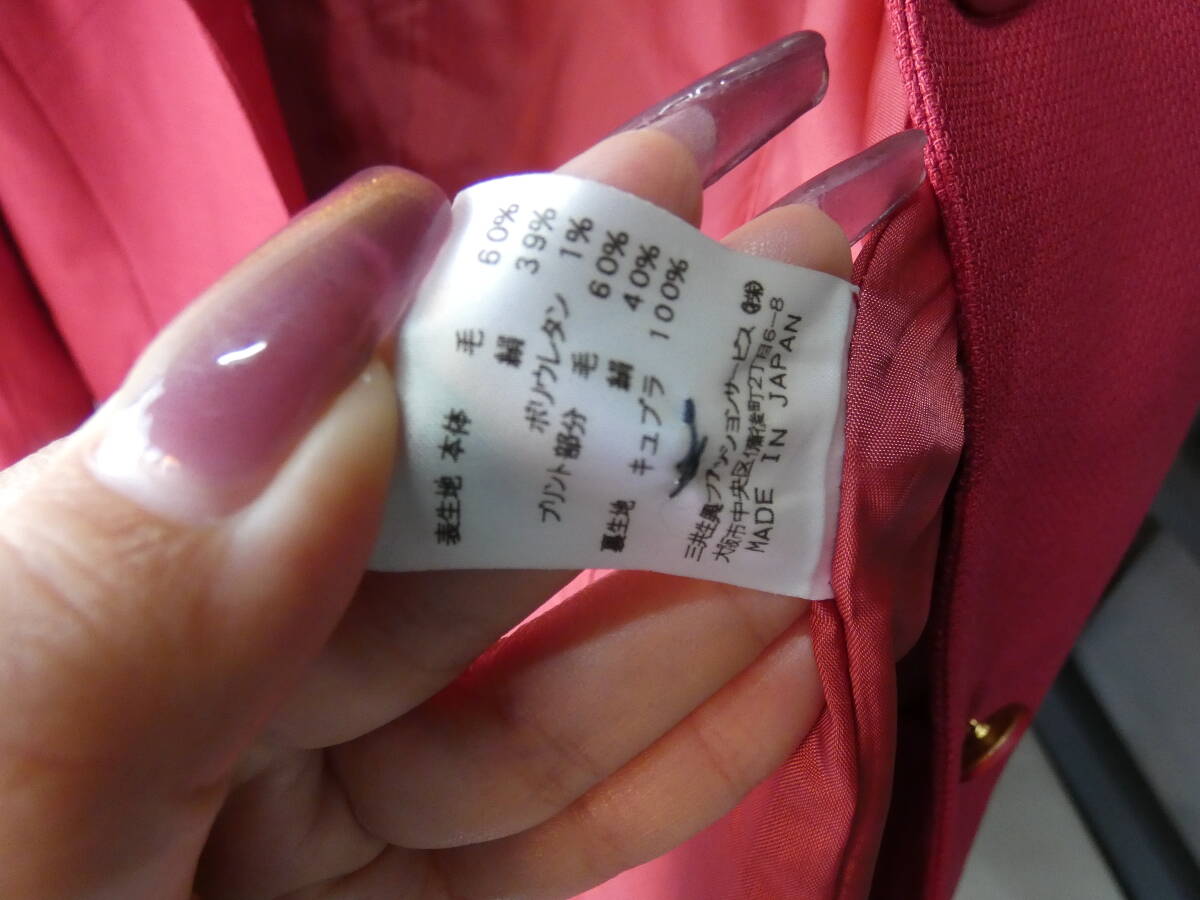 表生地 本体 毛 60%
絹 39%
ポリウレタン 1%
プリント部分 毛 60%
絹 40%
裏生地 キュプラ 100%
三共生興ファッションサービス(株)
大阪市中央区備後町2丁目6-8
MADE IN JAPAN